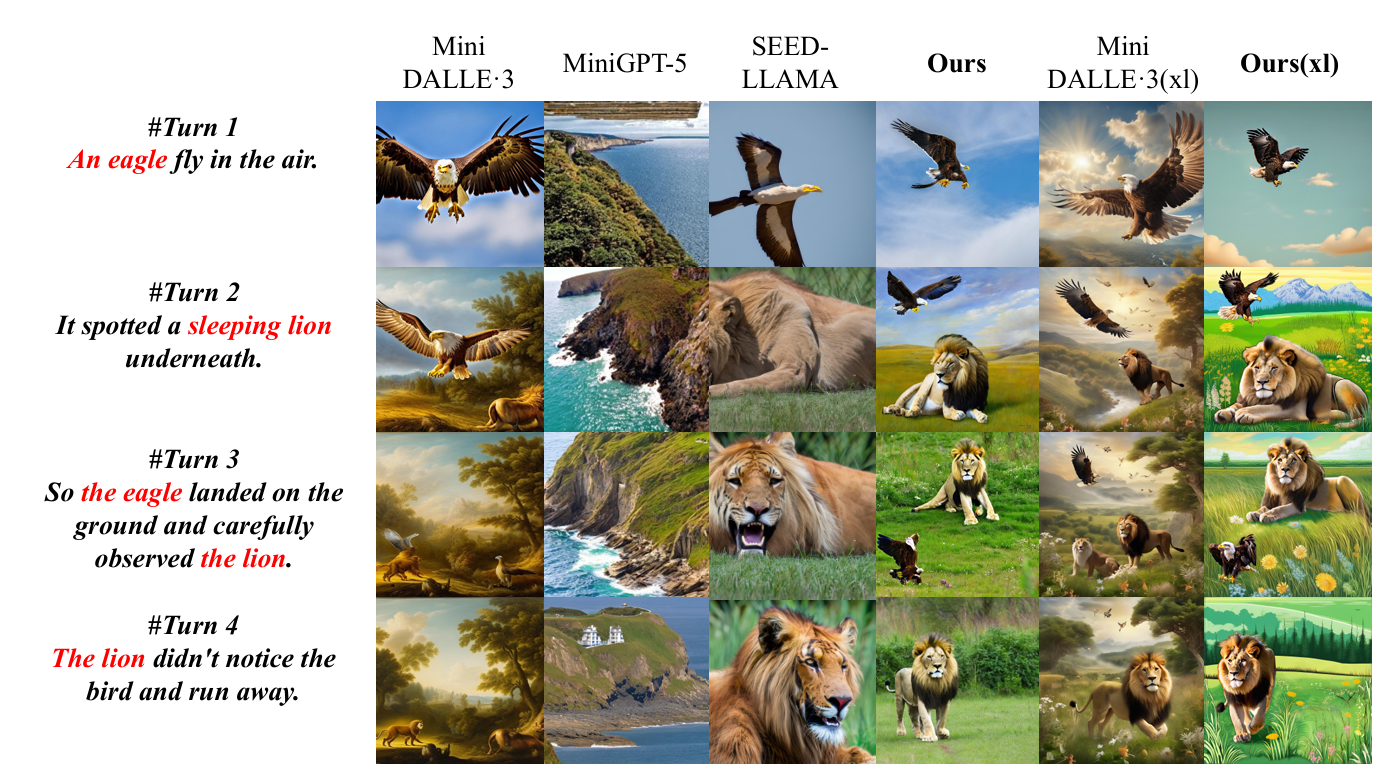 Mini
DALLE·3
MiniGPT-5
SEED-
LLAMA
Ours
Mini
DALLE·3(xl)
Ours(xl)
#Turn 1
An eagle fly in the air.
#Turn 2
It spotted a sleeping lion
underneath.
#Turn 3
So the eagle landed on the
ground and carefully
observed the lion.
#Turn 4
The lion didn't notice the
bird and run away.